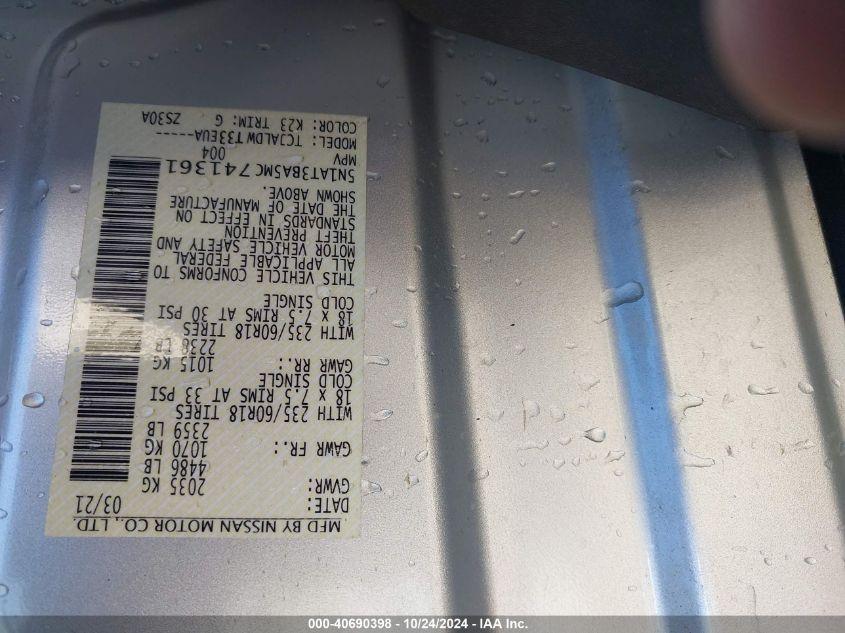 MFD BY NISSAN MOTOR CO., LTD.
DATE: 03/21
GVWR: 2035 KG
4486 LB
GAWR FR.: 1070 KG
2359 LB
WITH 235/60R18 TIRES
18 X 7.5 RIMS AT 33 PSI
COLD SINGLE
GAWR RR.: 1015 KG
2238 LB
WITH 235/60R18 TIRES
18 X 7.5 RIMS AT 30 PSI
COLD SINGLE
THIS VEHICLE CONFORMS TO
ALL APPLICABLE FEDERAL
MOTOR VEHICLE SAFETY AND
THEFT PREVENTION
STANDARDS IN EFFECT ON
THE DATE OF MANUFACTURE
SHOWN ABOVE.
5N1AT3BA5MC741361
MPV 004
MODEL: TCJALDWT33EUA-----
COLOR: K23 TRIM: G ZS30A
000-40690398 - 10/24/2024 - IAA Inc.